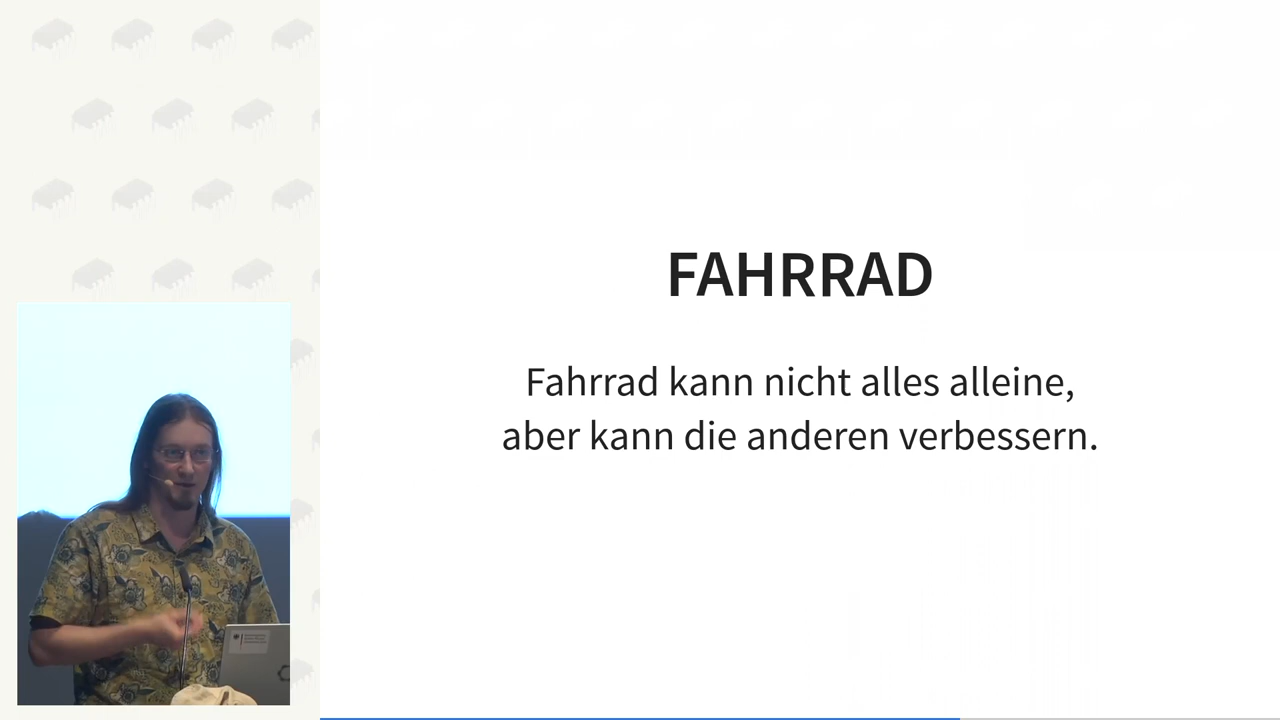 FAHRRAD
Fahrrad kann nicht alles alleine,
aber kann die anderen verbessern.